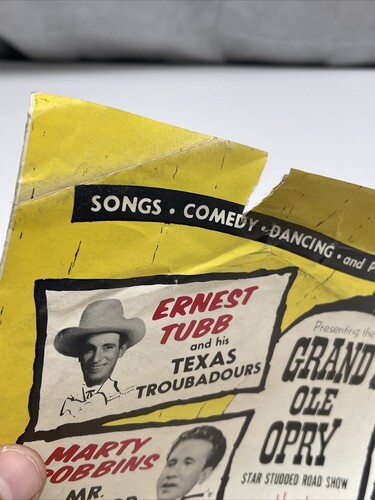 SONGS • COMEDY • DANCING • and
ERNEST
TUBB
and his
TEXAS
TROUBADOURS
Presenting the
GRAND
OLE
OPRY
STAR STUDDED ROAD SHOW
MARTY
ROBBINS
MR.